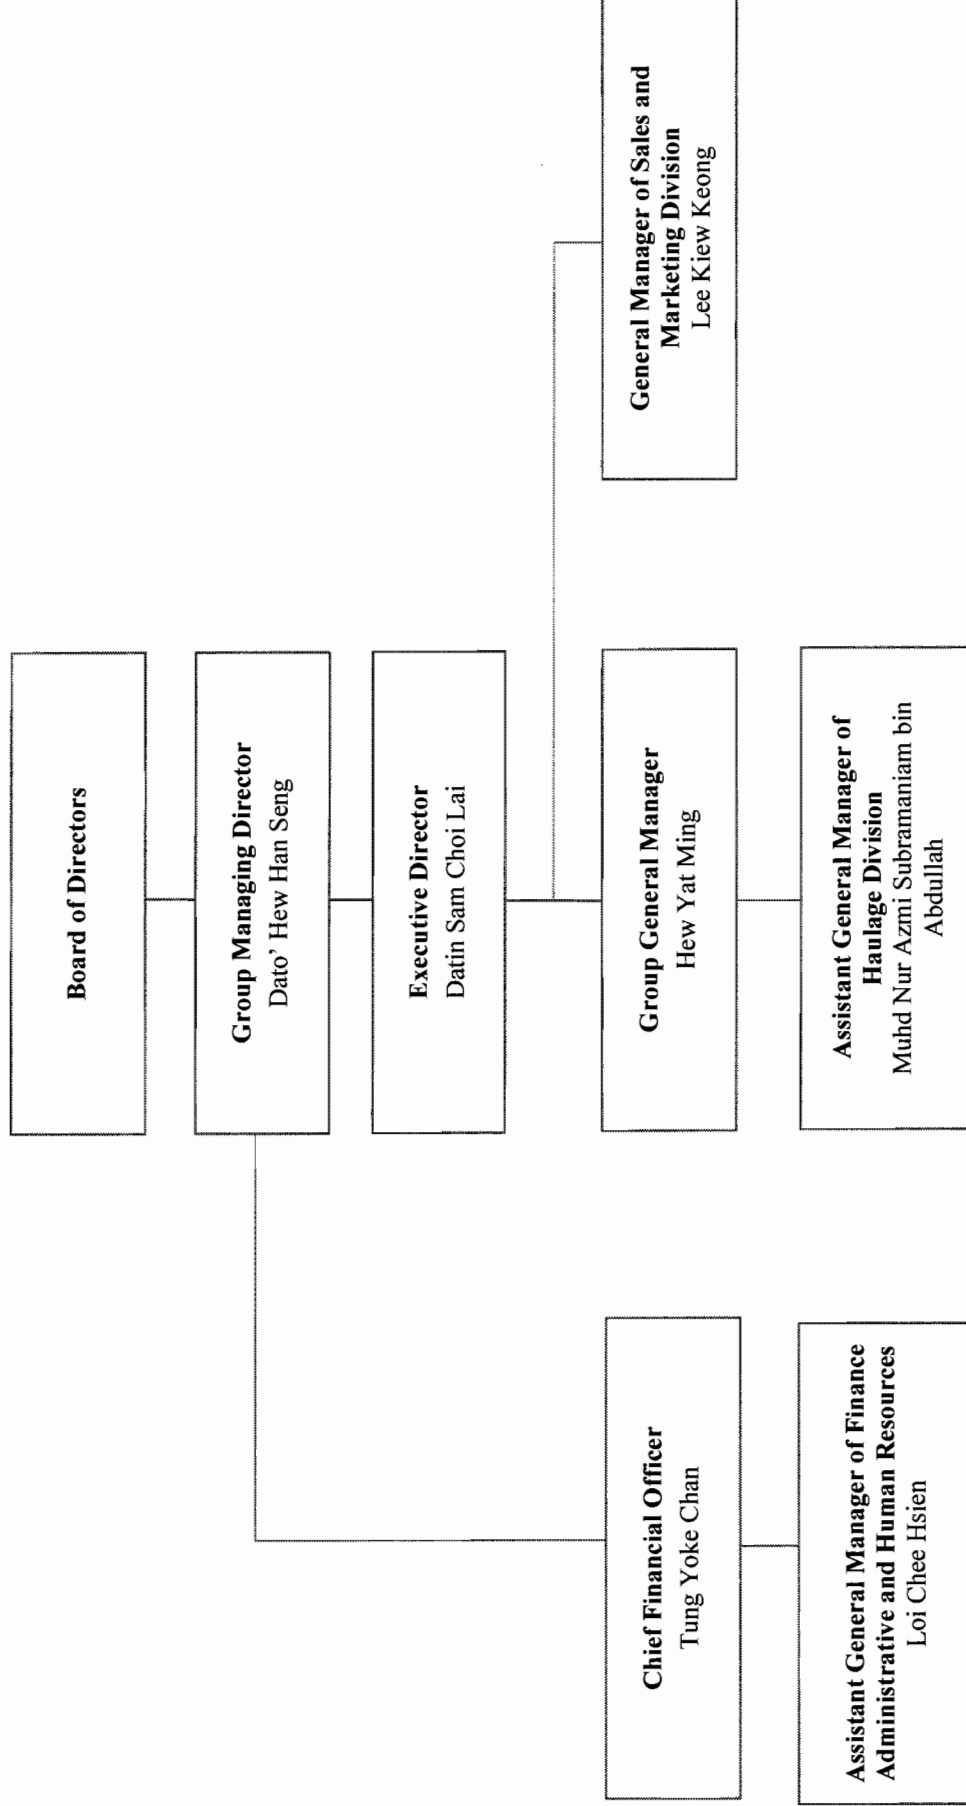 Board of Directors
Group Managing Director
Dato’ Hew Han Seng
Executive Director
Datin Sam Choi Lai
Chief Financial Officer
Tung Yoke Chan
Group General Manager
Hew Yat Ming
General Manager of Sales and
Marketing Division
Lee Kiew Keong
Assistant General Manager of Finance
Administrative and Human Resources
Loi Chee Hsien
Assistant General Manager of
Haulage Division
Muhd Nur Azmi Subramaniam bin
Abdullah